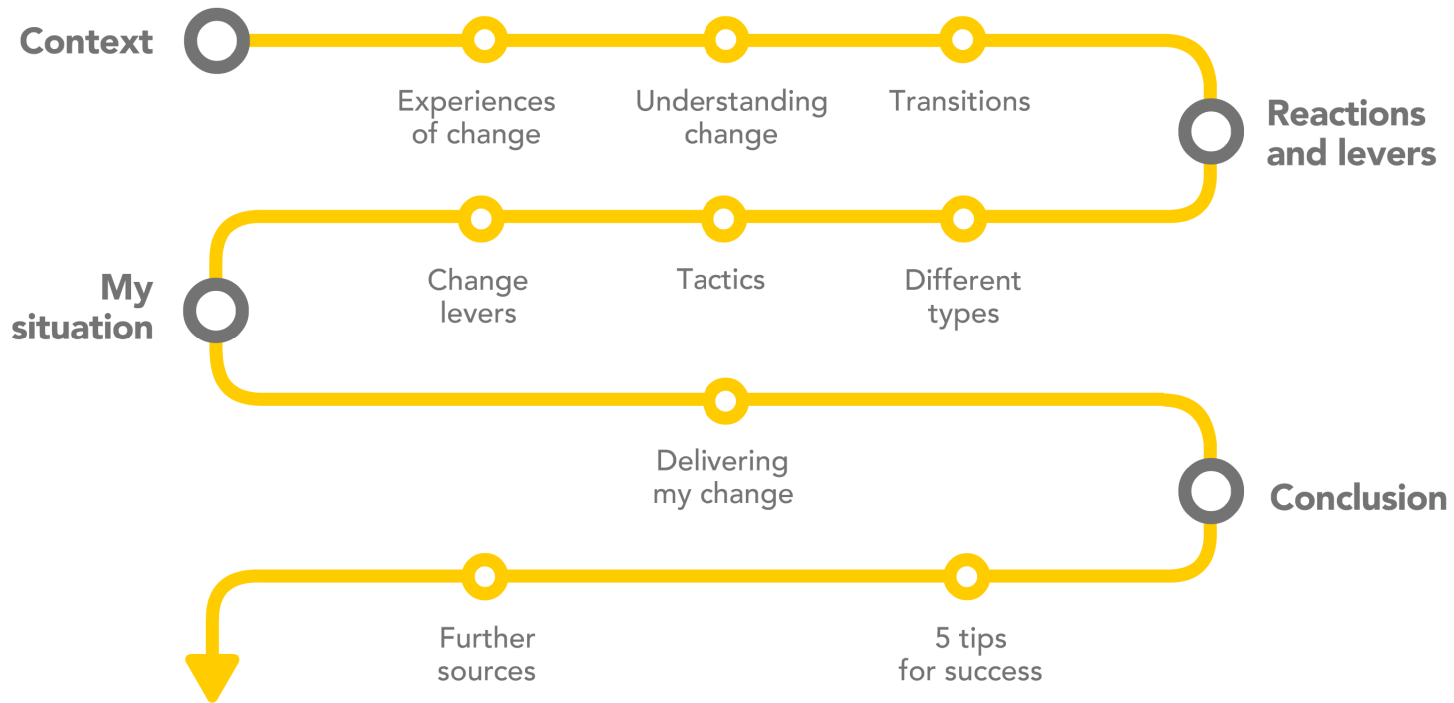 Context
Experiences
of change
Understanding
change
Transitions
Reactions
and levers
Different
types
Tactics
Change
levers
My
situation
Delivering
my change
Conclusion
5 tips
for success
Further
sources